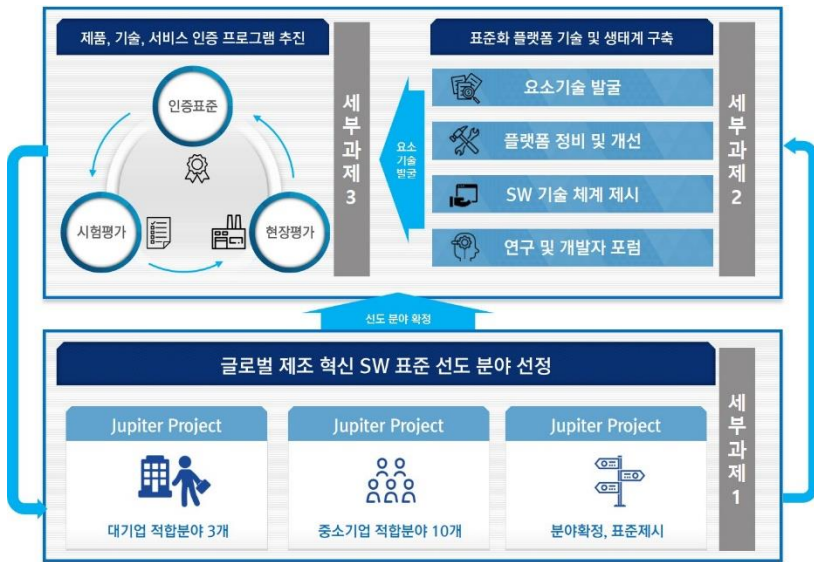 제품, 기술, 서비스 인증 프로그램 추진
인증표준
시험평가
현장평가
세부과제3
요소
기술
발굴
표준화 플랫폼 기술 및 생태계 구축
요소기술 발굴
플랫폼 정비 및 개선
SW 기술 체계 제시
연구 및 개발자 포럼
세부과제2
선도 분야 확정
글로벌 제조 혁신 SW 표준 선도 분야 선정
Jupiter Project
대기업 적합분야 3개
Jupiter Project
중소기업 적합분야 10개
Jupiter Project
분야확정, 표준제시
세부과제1